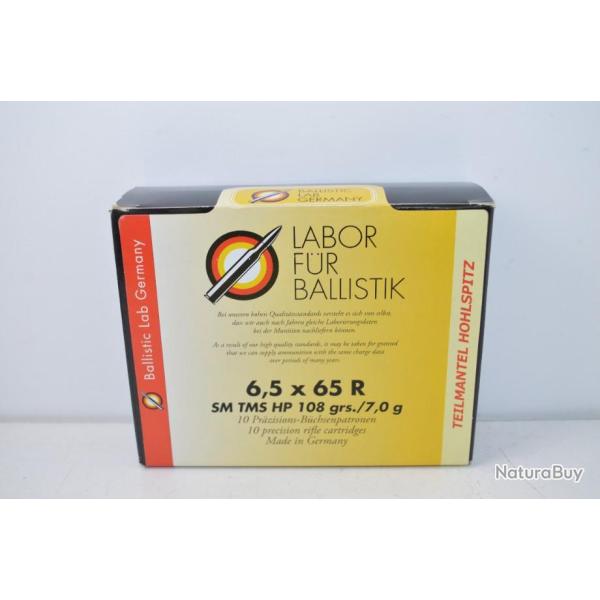 BALLISTIC
LAB
GERMANY
Ballistic Lab Germany
LABOR
FÜR
BALLISTIK
Bei unseren hohen Qualitätsstandards versteht es sich von selbst,
dass wir auch nach Jahren gleiche Laborierungsdaten
bei der Munition nachliefern können.
As a result of our high quality standards, it may be taken for granted
that we can supply ammunition with the same charge data
over periods of many years.
6,5 x 65 R
SM TMS HP 108 grs./7,0 g
10 Präzisions-Büchsenpatronen
10 precision rifle cartridges
Made in Germany
TEILMANTEL HOHLSPITZ
NaturaBuy